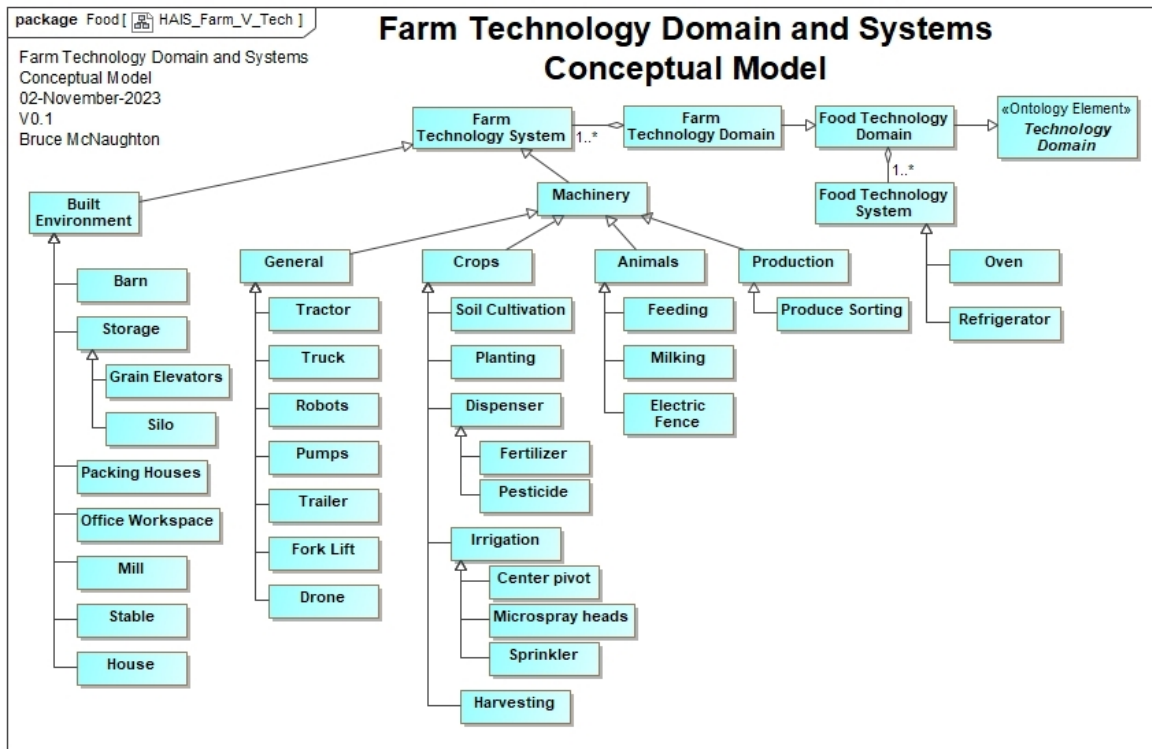 package Food [ HAIS_Farm_V_Tech ]
Farm Technology Domain and Systems
Conceptual Model
Farm Technology Domain and Systems
Conceptual Model
02-November-2023
V0.1
Bruce McNaughton
Farm
Technology System
1..*
Farm
Technology Domain
Food Technology
Domain
«Ontology Element»
Technology
Domain
1..*
Food Technology
System
Oven
Refrigerator
Machinery
Built
Environment
Barn
Storage
Grain Elevators
Silo
Packing Houses
Office Workspace
Mill
Stable
House
General
Tractor
Truck
Robots
Pumps
Trailer
Fork Lift
Drone
Crops
Soil Cultivation
Planting
Dispenser
Fertilizer
Pesticide
Irrigation
Center pivot
Microspray heads
Sprinkler
Harvesting
Animals
Feeding
Milking
Electric
Fence
Production
Produce Sorting